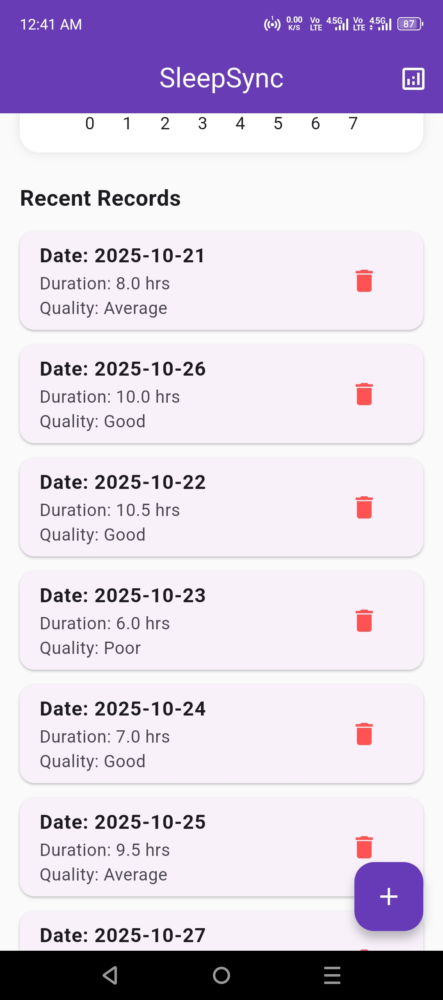 12:41 AM
1
0.00
K/S
Vo
LTE
4.5G
Vo
LTE
4.5G
87
SleepSync
0 1 2 3 4 5 6 7
Recent Records
Date: 2025-10-21
Duration: 8.0 hrs
Quality: Average
Date: 2025-10-26
Duration: 10.0 hrs
Quality: Good
Date: 2025-10-22
Duration: 10.5 hrs
Quality: Good
Date: 2025-10-23
Duration: 6.0 hrs
Quality: Poor
Date: 2025-10-24
Duration: 7.0 hrs
Quality: Good
Date: 2025-10-25
Duration: 9.5 hrs
Quality: Average
Date: 2025-10-27